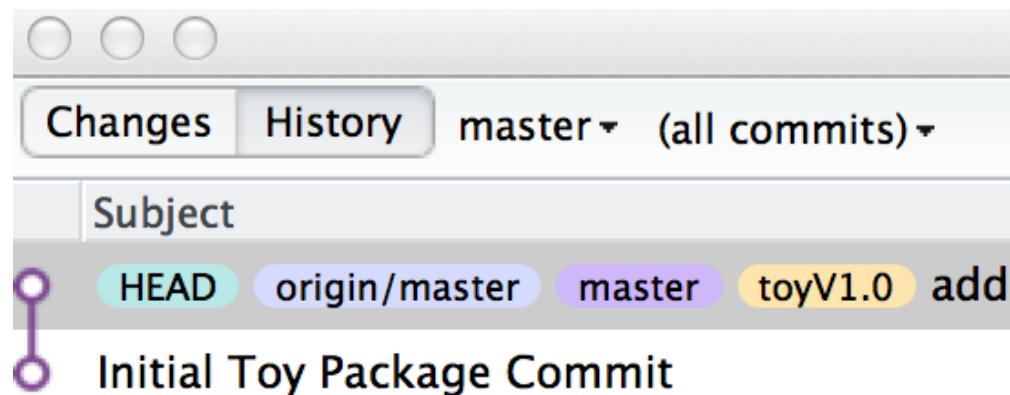 Changes History master (all commits)
Subject
HEAD origin/master master toyV1.0 add
Initial Toy Package Commit